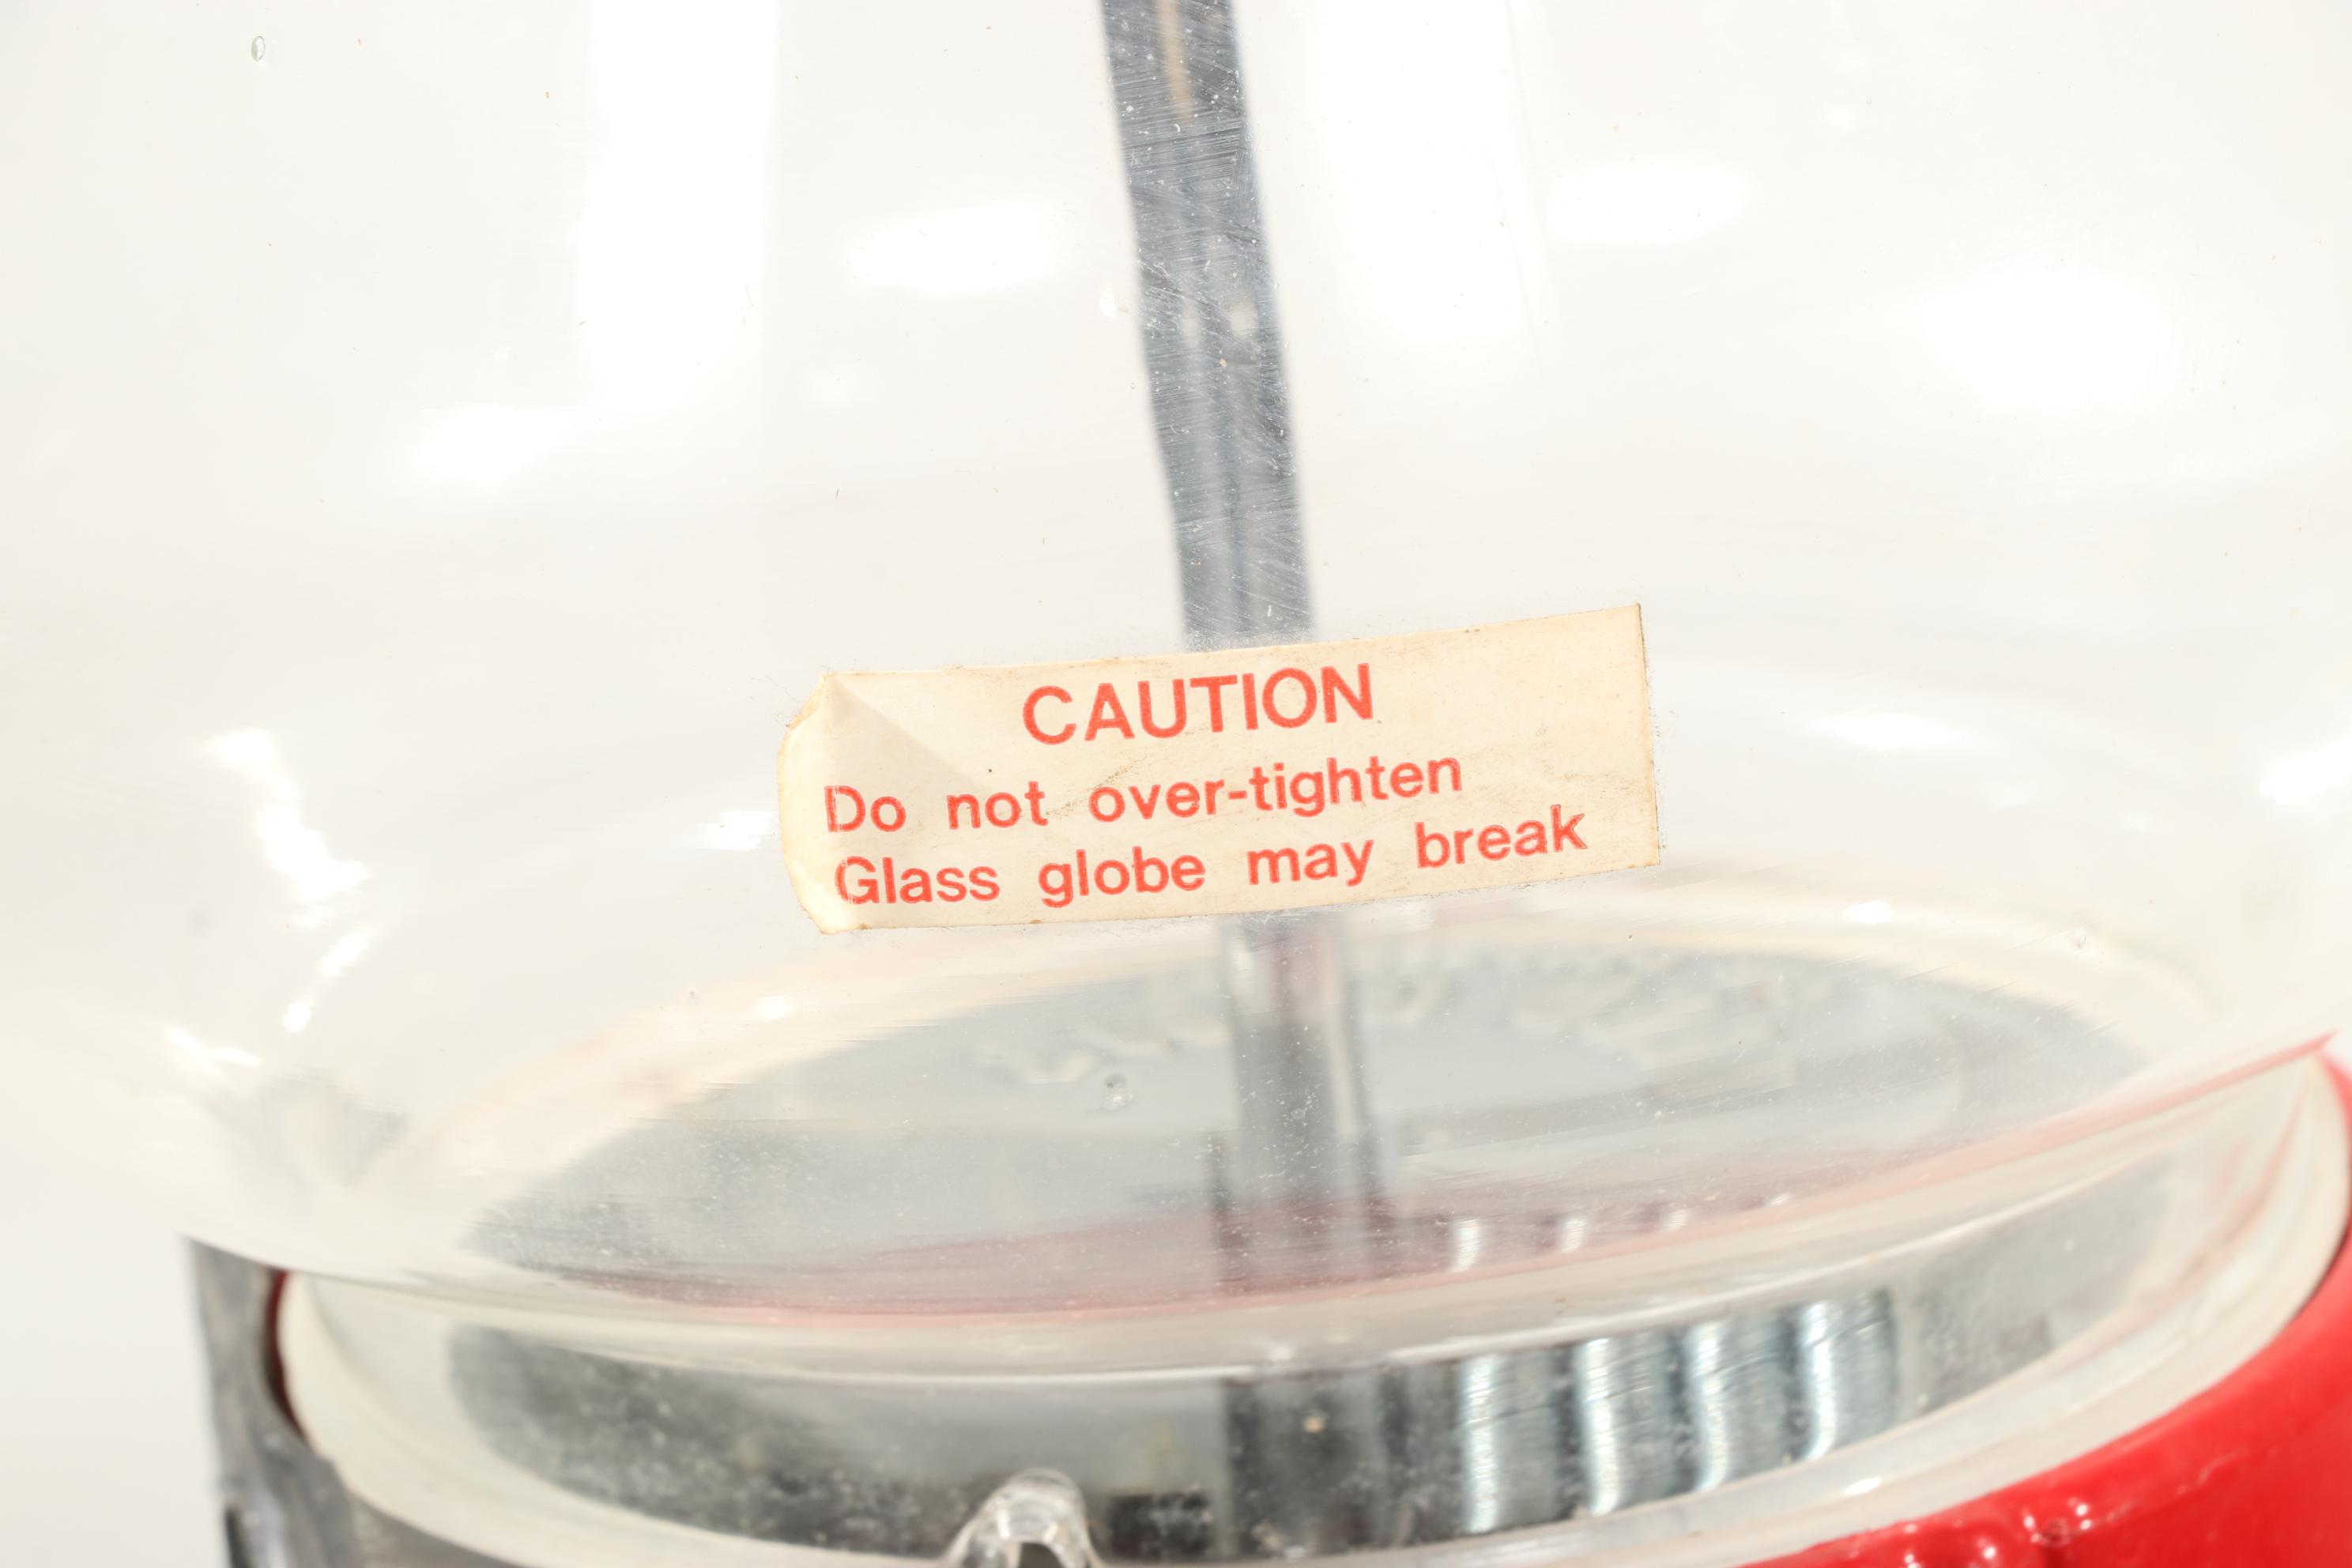 CAUTION
Do not over-tighten
Glass globe may break